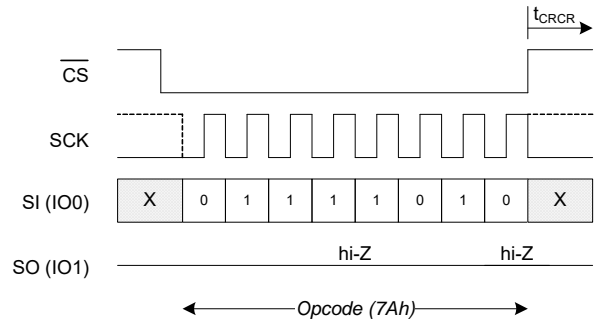 tCRCR
CS
SCK
SI (IO0) X 0 1 1 1 1 0 1 0 X
hi-Z hi-Z
SO (IO1)
Opcode (7Ah)